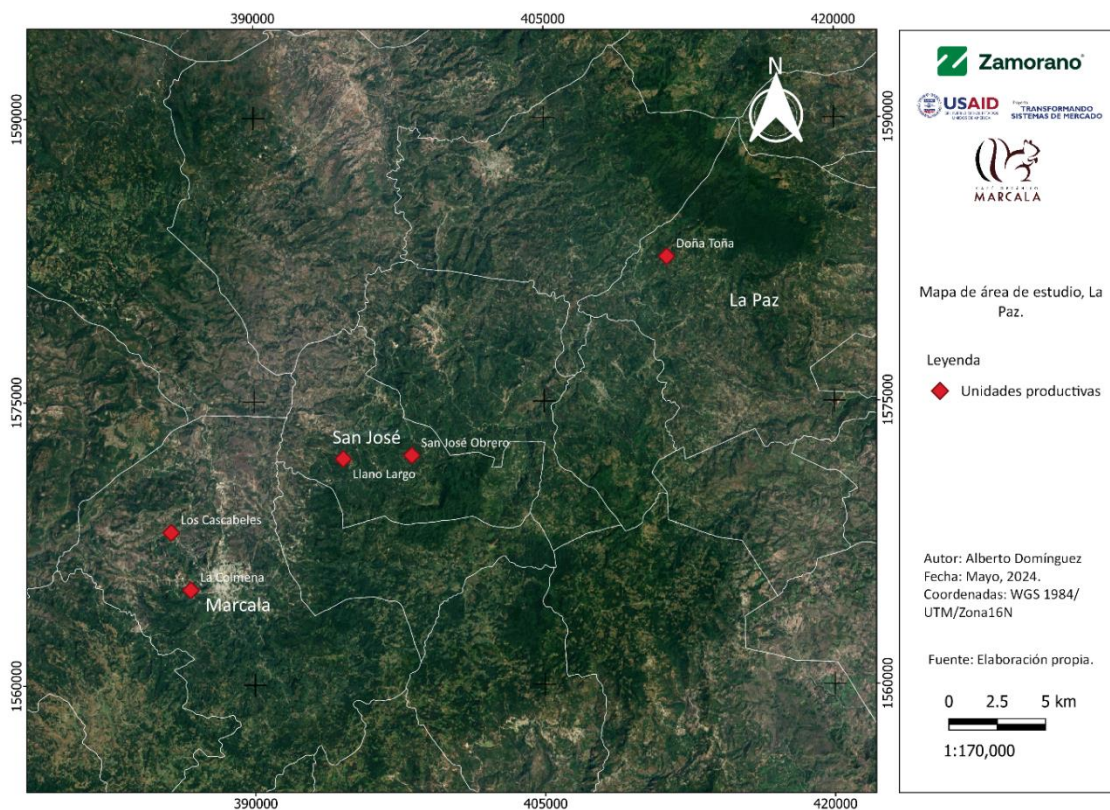 390000
405000
420000
1590000
1590000
N
Zamorano
USAID
TRANSFORMANDO
SISTEMAS DE MERCADO
MARCALA
Doña Toña
La Paz
Mapa de área de estudio, La
Paz.
Leyenda
Unidades productivas
1575000
1575000
San José
San José Obrero
Llano Largo
Los Cascabeles
La Colmena
Marcala
Autor: Alberto Domínguez
Fecha: Mayo, 2024.
Coordenadas: WGS 1984/
UTM/Zona16N
Fuente: Elaboración propia.
1560000
1560000
0 2.5 5 km
1:170,000
390000
405000
420000